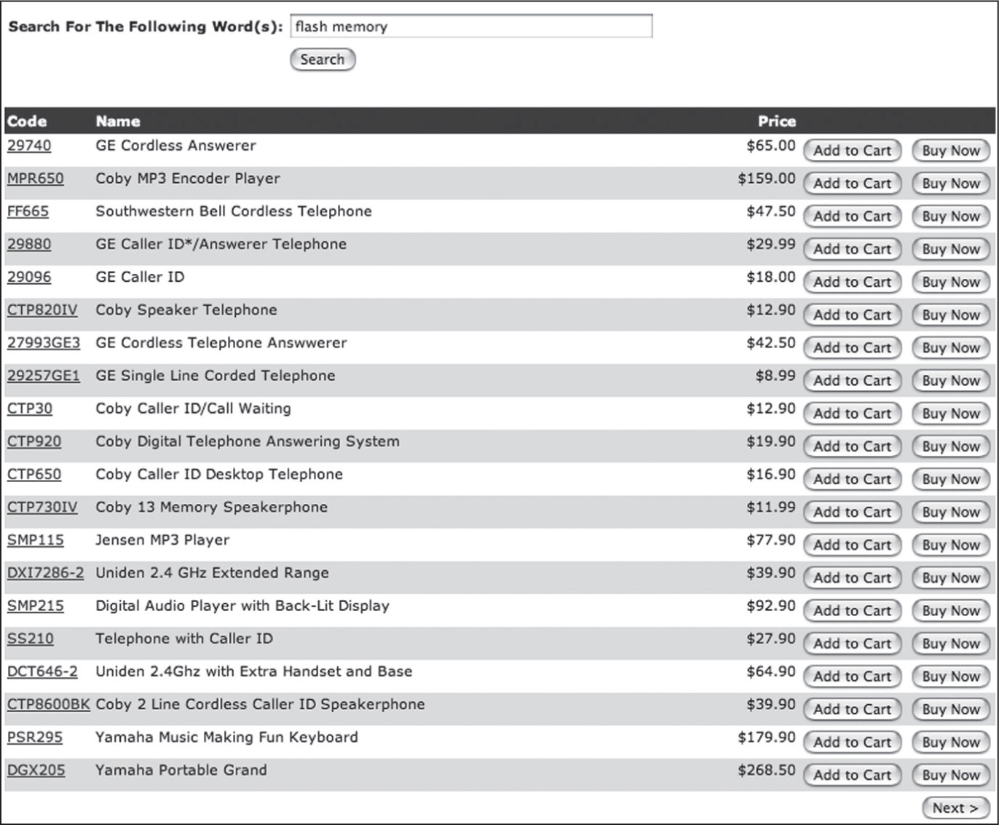 Search For The Following Word(s): flash memory
Search
Code Name Price
29740 GE Cordless Answerer $65.00 Add to Cart Buy Now
MPR650 Coby MP3 Encoder Player $159.00 Add to Cart Buy Now
FF665 Southwestern Bell Cordless Telephone $47.50 Add to Cart Buy Now
29880 GE Caller ID*/Answerer Telephone $29.99 Add to Cart Buy Now
29096 GE Caller ID $18.00 Add to Cart Buy Now
CTP820IV Coby Speaker Telephone $12.90 Add to Cart Buy Now
27993GE3 GE Cordless Telephone Answwerer $42.50 Add to Cart Buy Now
29257GE1 GE Single Line Corded Telephone $8.99 Add to Cart Buy Now
CTP30 Coby Caller ID/Call Waiting $12.90 Add to Cart Buy Now
CTP920 Coby Digital Telephone Answering System $19.90 Add to Cart Buy Now
CTP650 Coby Caller ID Desktop Telephone $16.90 Add to Cart Buy Now
CTP730IV Coby 13 Memory Speakerphone $11.99 Add to Cart Buy Now
SMP115 Jensen MP3 Player $77.90 Add to Cart Buy Now
DXI7286-2 Uniden 2.4 GHz Extended Range $39.90 Add to Cart Buy Now
SMP215 Digital Audio Player with Back-Lit Display $92.90 Add to Cart Buy Now
SS210 Telephone with Caller ID $27.90 Add to Cart Buy Now
DCT646-2 Uniden 2.4Ghz with Extra Handset and Base $64.90 Add to Cart Buy Now
CTP8600BK Coby 2 Line Cordless Caller ID Speakerphone $39.90 Add to Cart Buy Now
PSR295 Yamaha Music Making Fun Keyboard $179.90 Add to Cart Buy Now
DGX205 Yamaha Portable Grand $268.50 Add to Cart Buy Now
Next >